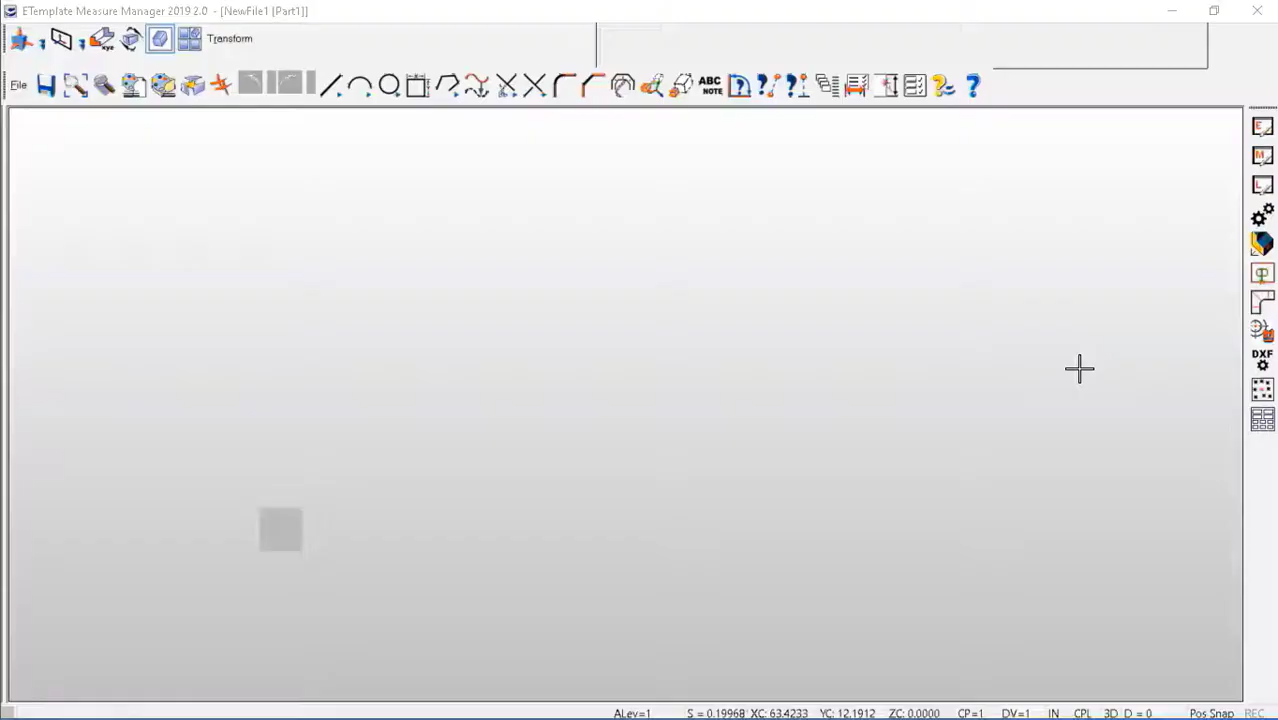 ETemplate Measure Manager 2019 2.0 - [NewFile1 [Part1]]
xyz
Transform
File
ABC
NOTE
E
M
L
DXF
ALev=1 S = 0.19968 XC: 63.4233 YC: 12.1912 ZC: 0.0000 CP=1 DV=1 IN CPL 3D D = 0 Pos Snap REC